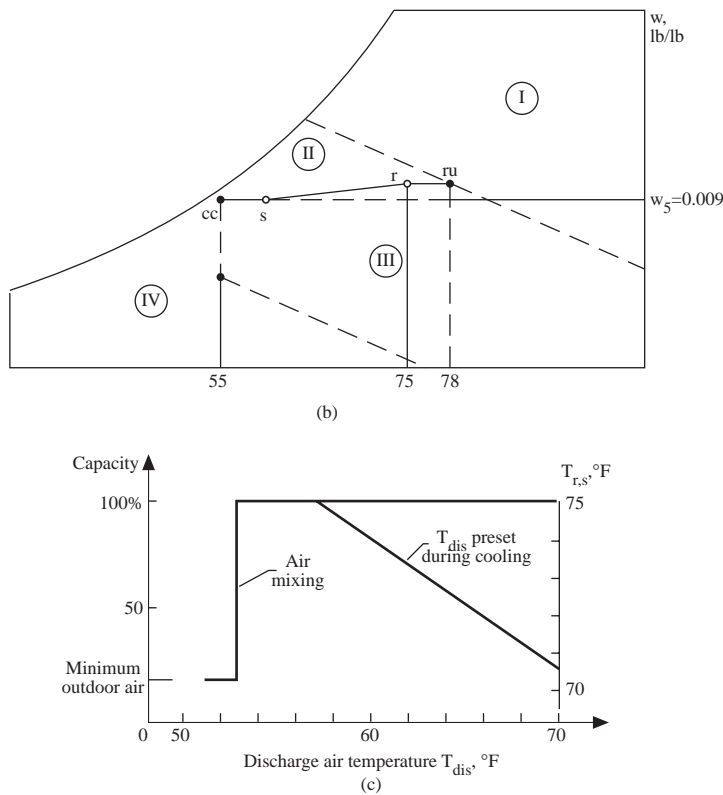 w,
lb/lb
I
II
r
ru
cc
s
w5=0.009
III
IV
55
75
78
(b)
Capacity
Tr,s, °F
100%
75
Tdis preset
during cooling
Air
mixing
50
Minimum
outdoor air
70
0
50
60
70
Discharge air temperature Tdis, °F
(c)